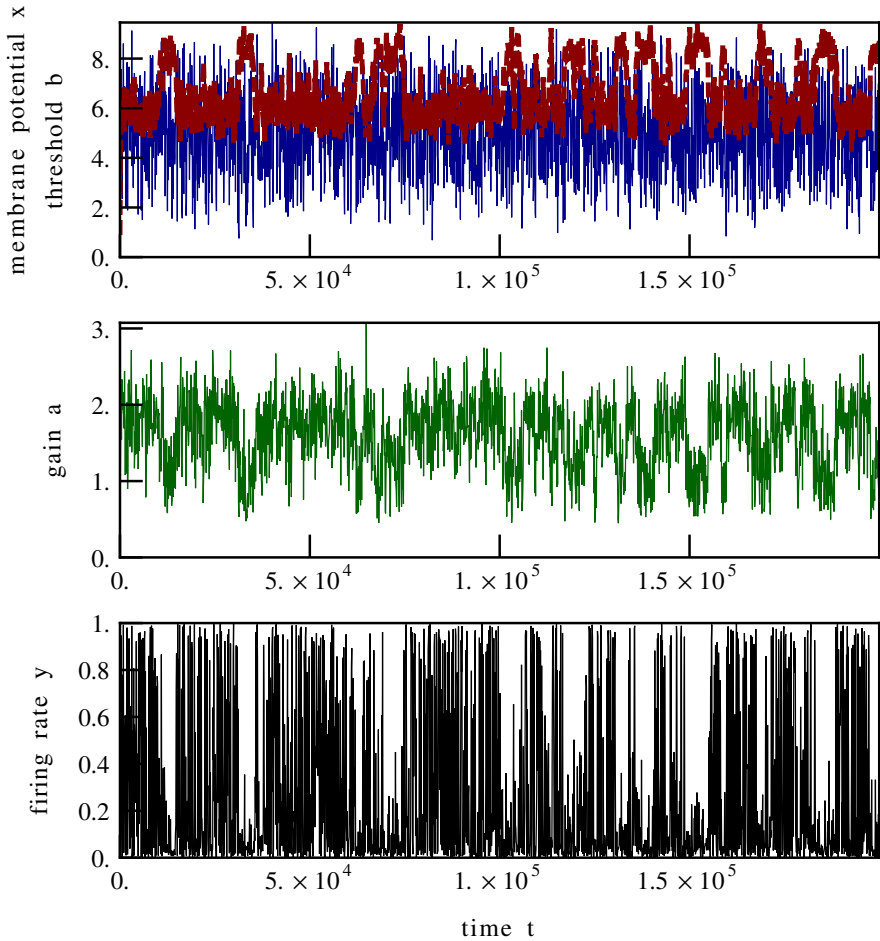 membrane potential x
threshold b
8.
6.
4.
2.
0.
0. 5. × 10^4 1. × 10^5 1.5 × 10^5
gain a
3.
2.
1.
0.
0. 5. × 10^4 1. × 10^5 1.5 × 10^5
firing rate y
1.
0.8
0.6
0.4
0.2
0.
0. 5. × 10^4 1. × 10^5 1.5 × 10^5
time t